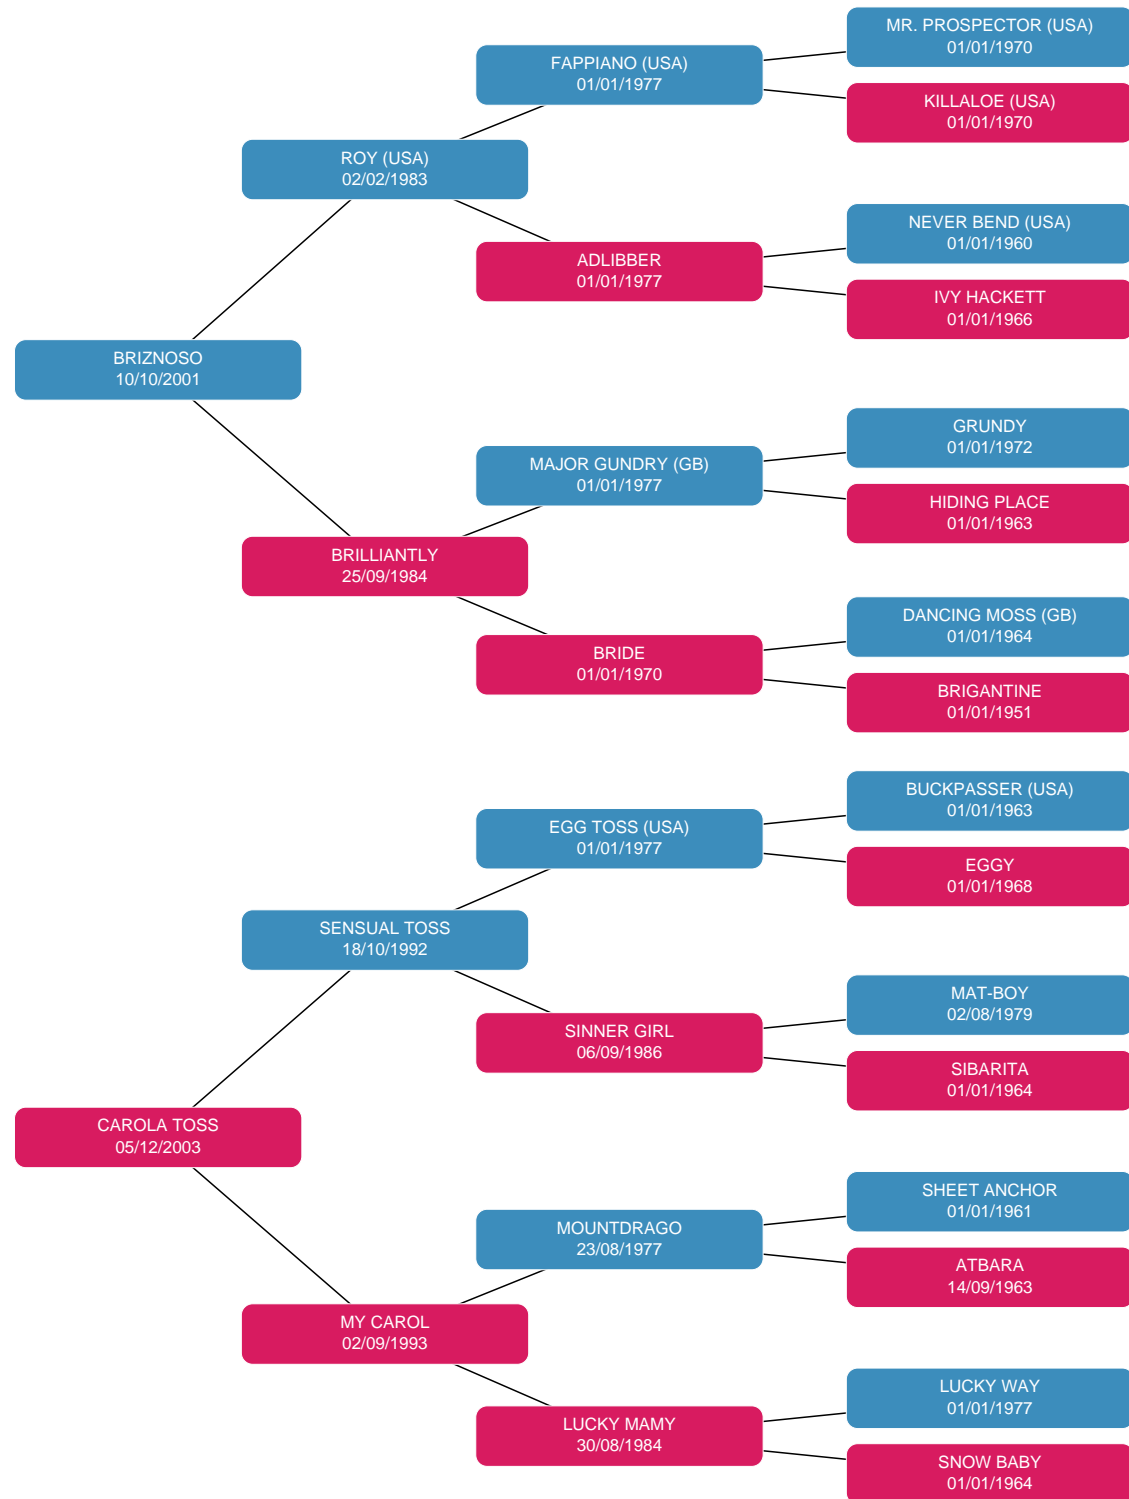 MR. PROSPECTOR (USA)
01/01/1970
FAPPIANO (USA)
01/01/1977
KILLALOE (USA)
01/01/1970
ROY (USA)
02/02/1983
NEVER BEND (USA)
01/01/1960
ADLIBBER
01/01/1977
IVY HACKETT
01/01/1966
BRIZNOSO
10/10/2001
GRUNDY
01/01/1972
MAJOR GUNDRY (GB)
01/01/1977
HIDING PLACE
01/01/1963
BRILLIANTLY
25/09/1984
DANCING MOSS (GB)
01/01/1964
BRIDE
01/01/1970
BRIGANTINE
01/01/1951
BUCKPASSER (USA)
01/01/1963
EGG TOSS (USA)
01/01/1977
EGGY
01/01/1968
SENSUAL TOSS
18/10/1992
MAT-BOY
02/08/1979
SINNER GIRL
06/09/1986
SIBARITA
01/01/1964
CAROLA TOSS
05/12/2003
SHEET ANCHOR
01/01/1961
MOUNTDRAGO
23/08/1977
ATBARA
14/09/1963
MY CAROL
02/09/1993
LUCKY WAY
01/01/1977
LUCKY MAMY
30/08/1984
SNOW BABY
01/01/1964